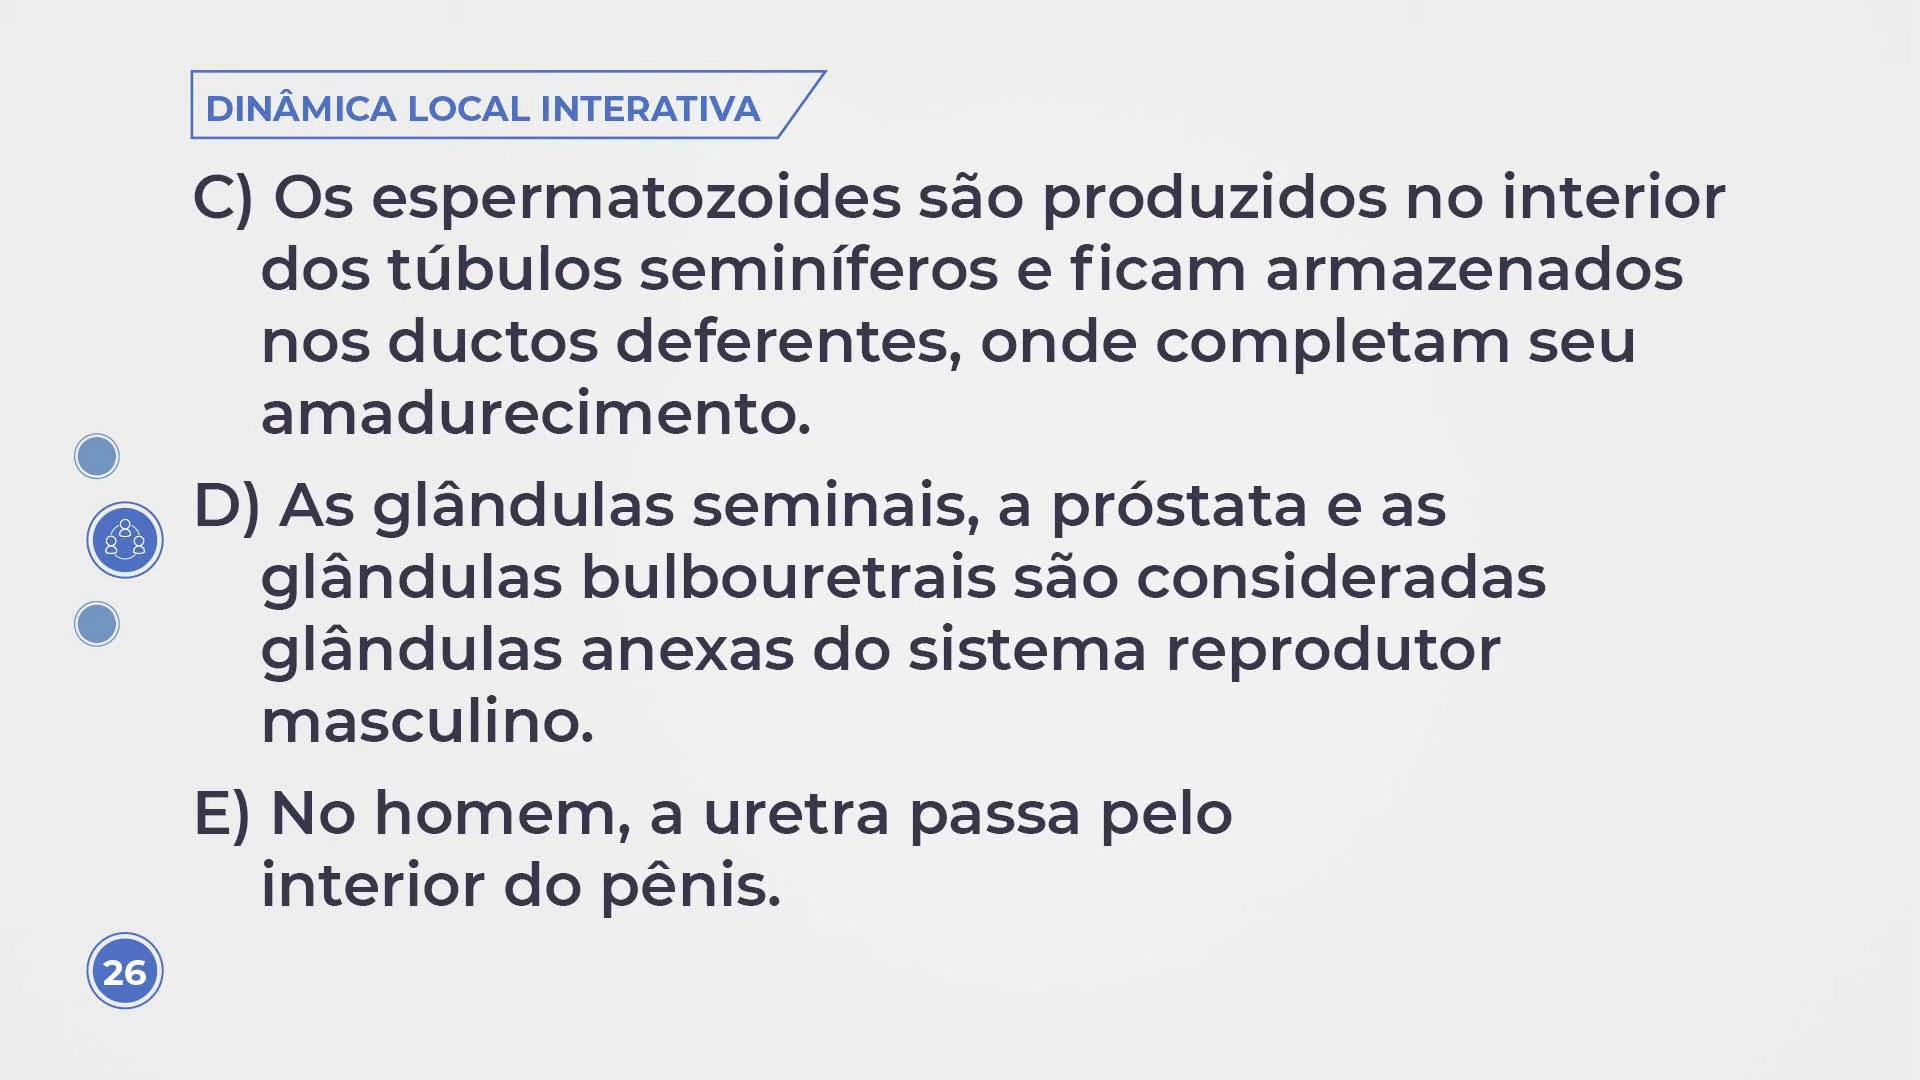 DINÂMICA LOCAL INTERATIVA
C) Os espermatozoides são produzidos no interior
dos túbulos seminíferos e ficam armazenados
nos ductos deferentes, onde completam seu
amadurecimento.
D) As glândulas seminais, a próstata e as
glândulas bulbouretrais são consideradas
glândulas anexas do sistema reprodutor
masculino.
E) No homem, a uretra passa pelo
interior do pênis.
26